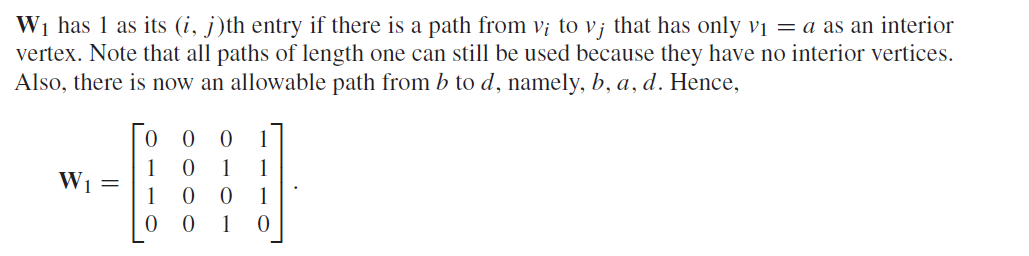 W₁ has 1 as its (i, j)th entry if there is a path from vᵢ to vⱼ that has only v₁ = a as an interior
vertex. Note that all paths of length one can still be used because they have no interior vertices.
Also, there is now an allowable path from b to d, namely, b, a, d. Hence,
W₁ = [0 0 0 1
1 0 1 1
1 0 0 1
0 0 1 0].